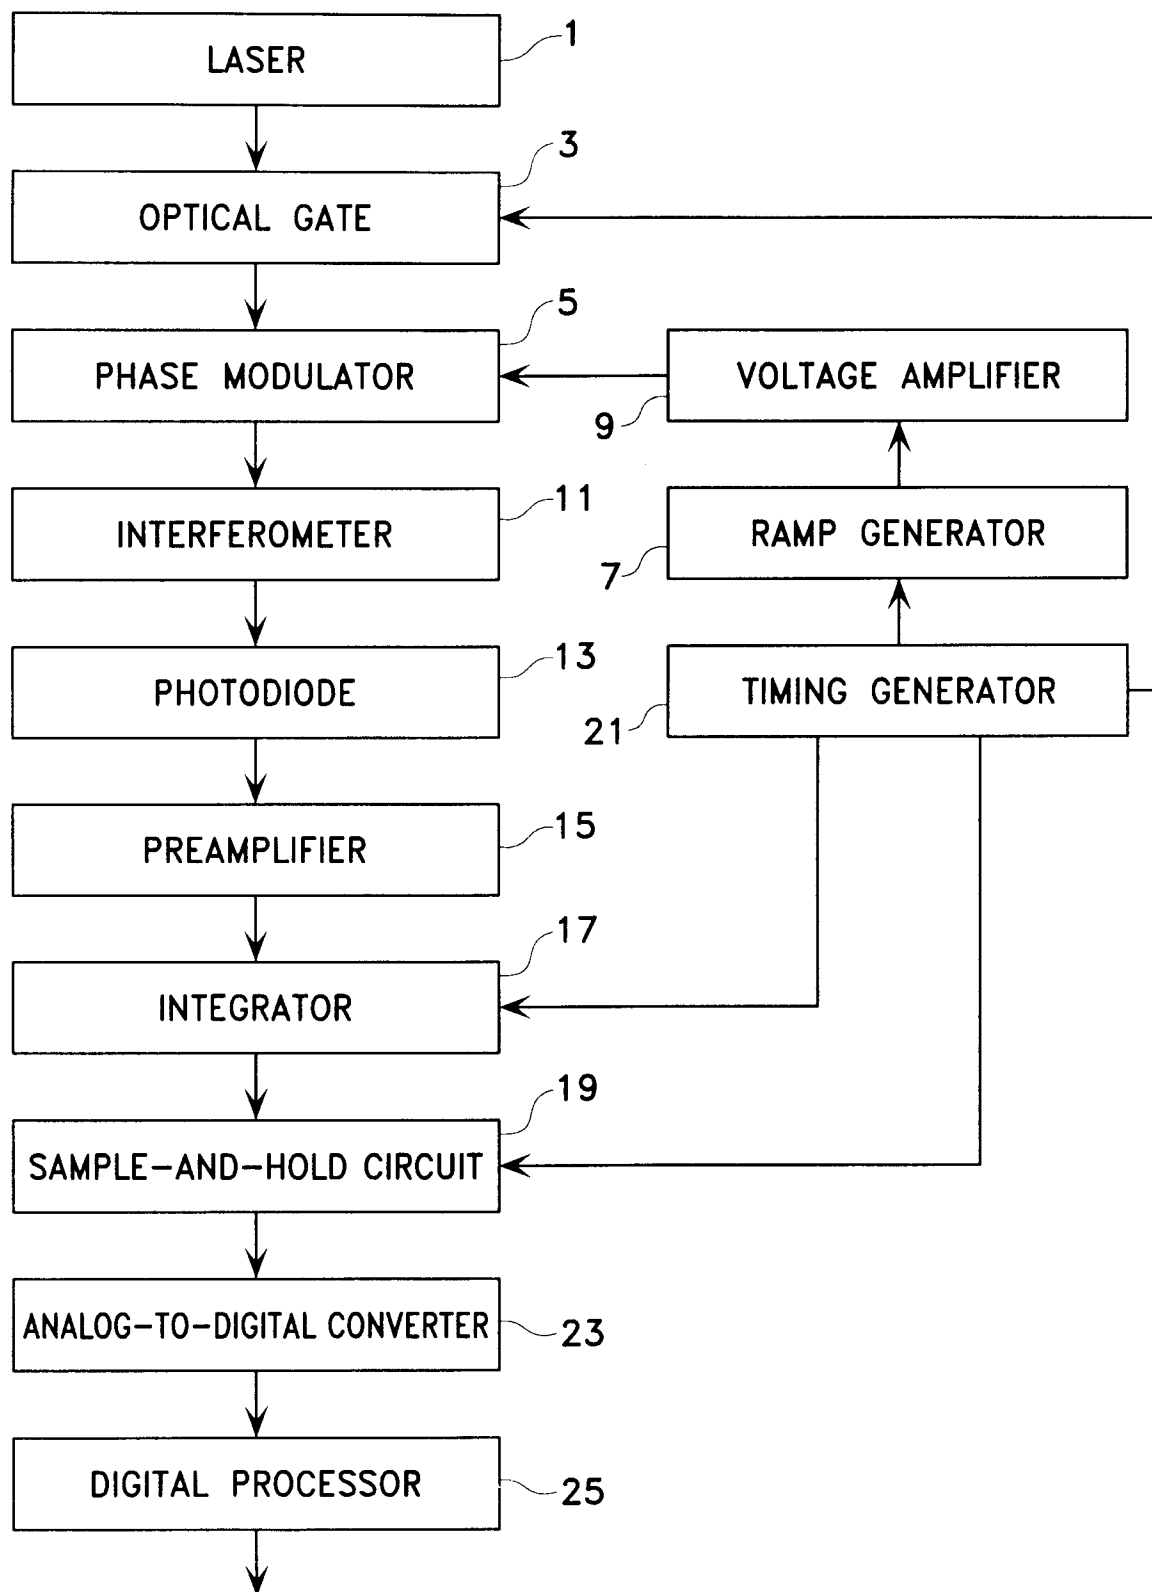 LASER
1
OPTICAL GATE
3
PHASE MODULATOR
5
VOLTAGE AMPLIFIER
9
INTERFEROMETER
11
RAMP GENERATOR
7
PHOTODIODE
13
TIMING GENERATOR
21
PREAMPLIFIER
15
INTEGRATOR
17
SAMPLE-AND-HOLD CIRCUIT
19
ANALOG-TO-DIGITAL CONVERTER
23
DIGITAL PROCESSOR
25